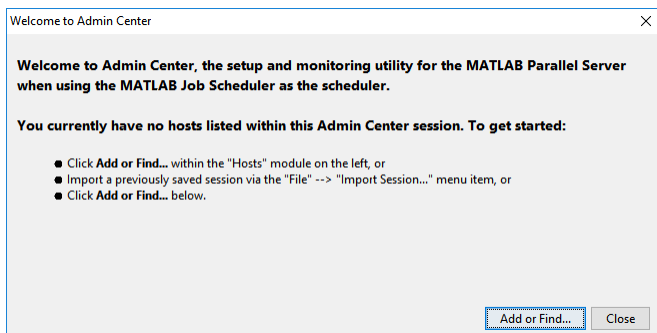 Welcome to Admin Center
Welcome to Admin Center, the setup and monitoring utility for the MATLAB Parallel Server
when using the MATLAB Job Scheduler as the scheduler.
You currently have no hosts listed within this Admin Center session. To get started:
● Click Add or Find... within the "Hosts" module on the left, or
● Import a previously saved session via the "File" --> "Import Session..." menu item, or
● Click Add or Find... below.
Add or Find... Close